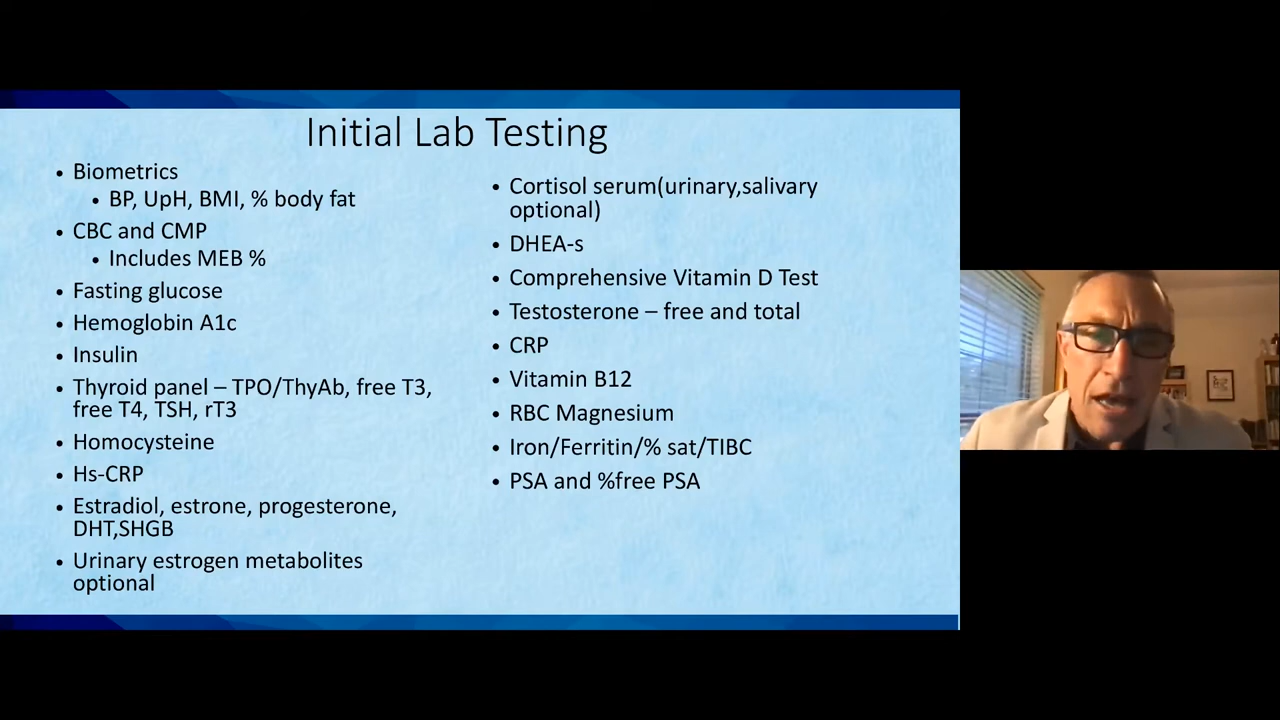 Initial Lab Testing
• Biometrics
• BP, UpH, BMI, % body fat
• CBC and CMP
• Includes MEB %
• Fasting glucose
• Hemoglobin A1c
• Insulin
• Thyroid panel – TPO/ThyAb, free T3,
free T4, TSH, rT3
• Homocysteine
• Hs-CRP
• Estradiol, estrone, progesterone,
DHT,SHGB
• Urinary estrogen metabolites
optional
• Cortisol serum(urinary,salivary
optional)
• DHEA-s
• Comprehensive Vitamin D Test
• Testosterone – free and total
• CRP
• Vitamin B12
• RBC Magnesium
• Iron/Ferritin/% sat/TIBC
• PSA and %free PSA